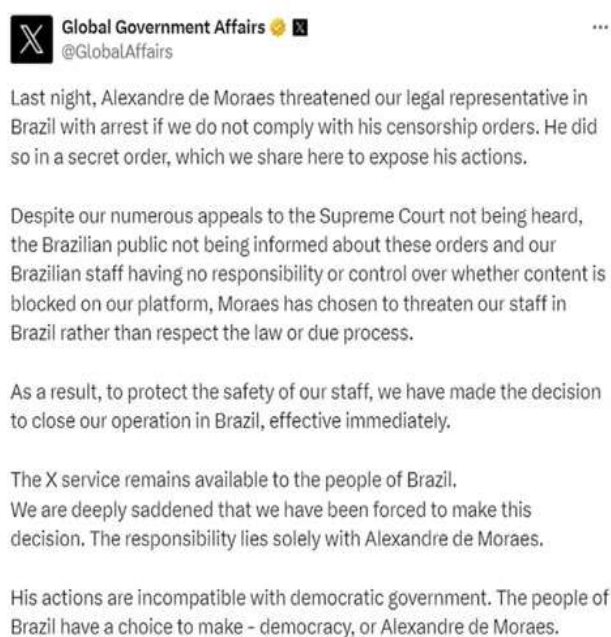 Global Government Affairs
@GlobalAffairs
Last night, Alexandre de Moraes threatened our legal representative in
Brazil with arrest if we do not comply with his censorship orders. He did
so in a secret order, which we share here to expose his actions.
Despite our numerous appeals to the Supreme Court not being heard,
the Brazilian public not being informed about these orders and our
Brazilian staff having no responsibility or control over whether content is
blocked on our platform, Moraes has chosen to threaten our staff in
Brazil rather than respect the law or due process.
As a result, to protect the safety of our staff, we have made the decision
to close our operation in Brazil, effective immediately.
The X service remains available to the people of Brazil.
We are deeply saddened that we have been forced to make this
decision. The responsibility lies solely with Alexandre de Moraes.
His actions are incompatible with democratic government. The people of
Brazil have a choice to make - democracy, or Alexandre de Moraes.